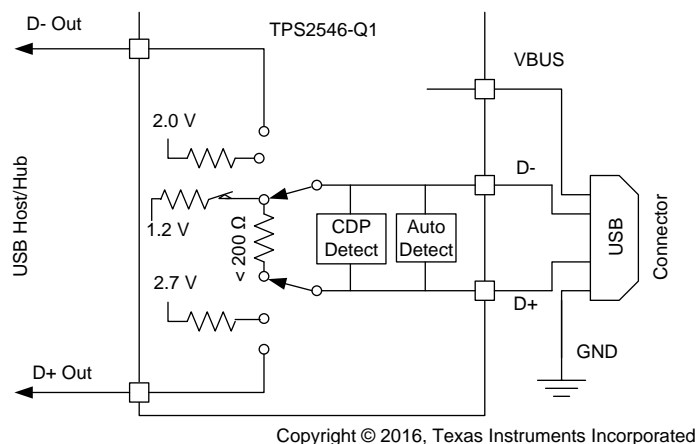 D- Out
TPS2546-Q1
VBUS
2.0 V
D-
1.2 V
< 200 Ω
CDP
Detect
Auto
Detect
USB
Connector
USB Host/Hub
2.7 V
D+
GND
D+ Out
Copyright © 2016, Texas Instruments Incorporated